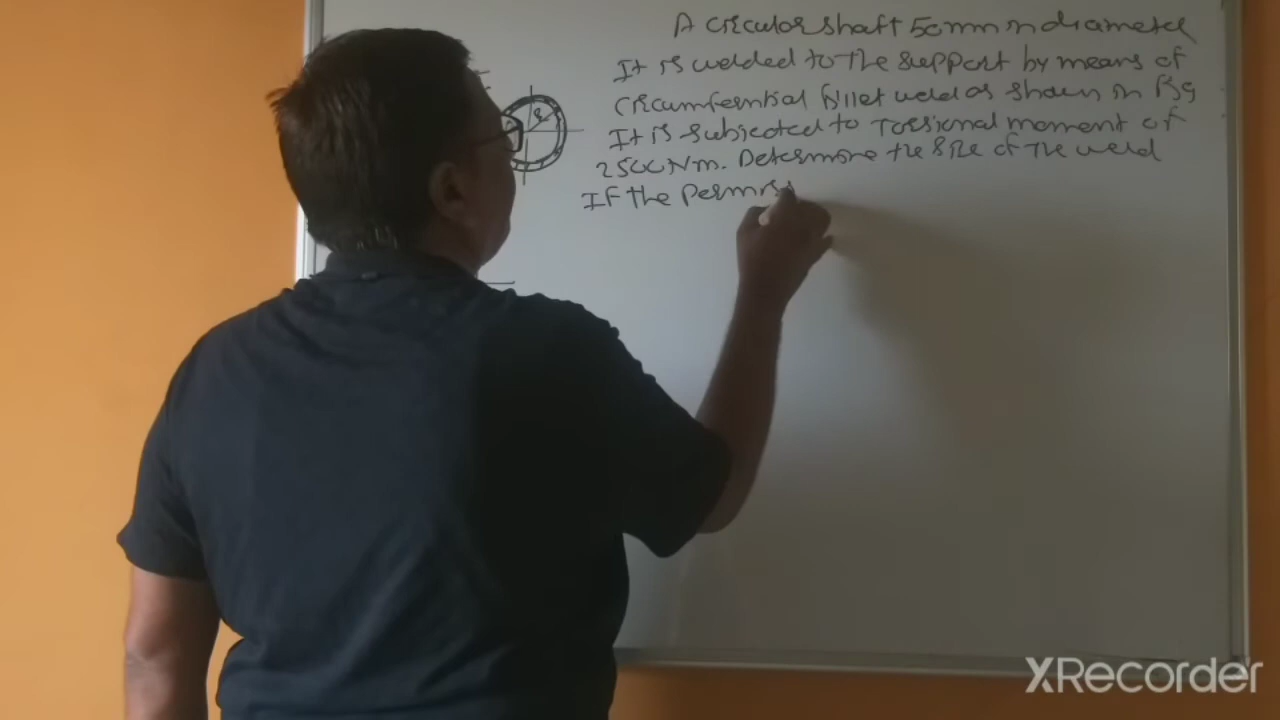 A circular shaft 50mm in diameter
It is welded to the support by means of
circumferential fillet weld as shown in Fig
It is subjected to Torsional moment of
2500 N m. Determine the size of the weld
If the Permis
XRecorder